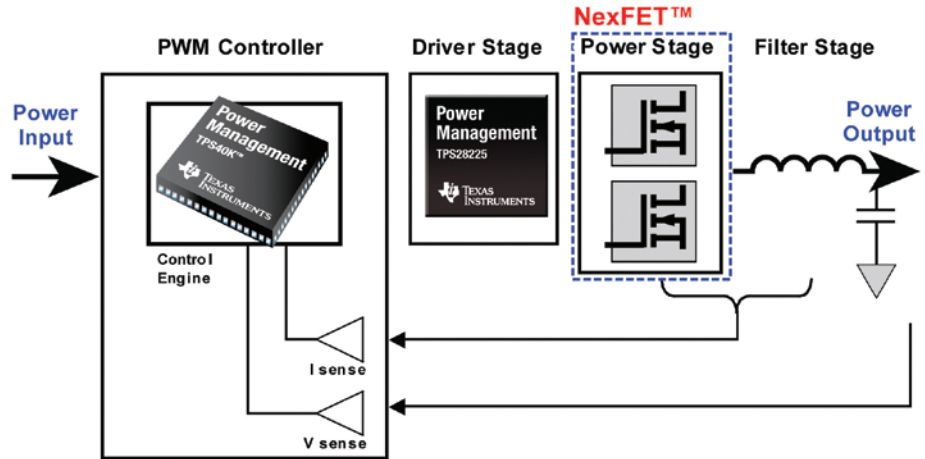 NexFET™
PWM Controller
Driver Stage
Power Stage
Filter Stage
Power
Input
Power
Management
TPS40K™
TEXAS
INSTRUMENTS
Power
Management
TPS28225
TEXAS
INSTRUMENTS
Power
Output
Control
Engine
I sense
V sense